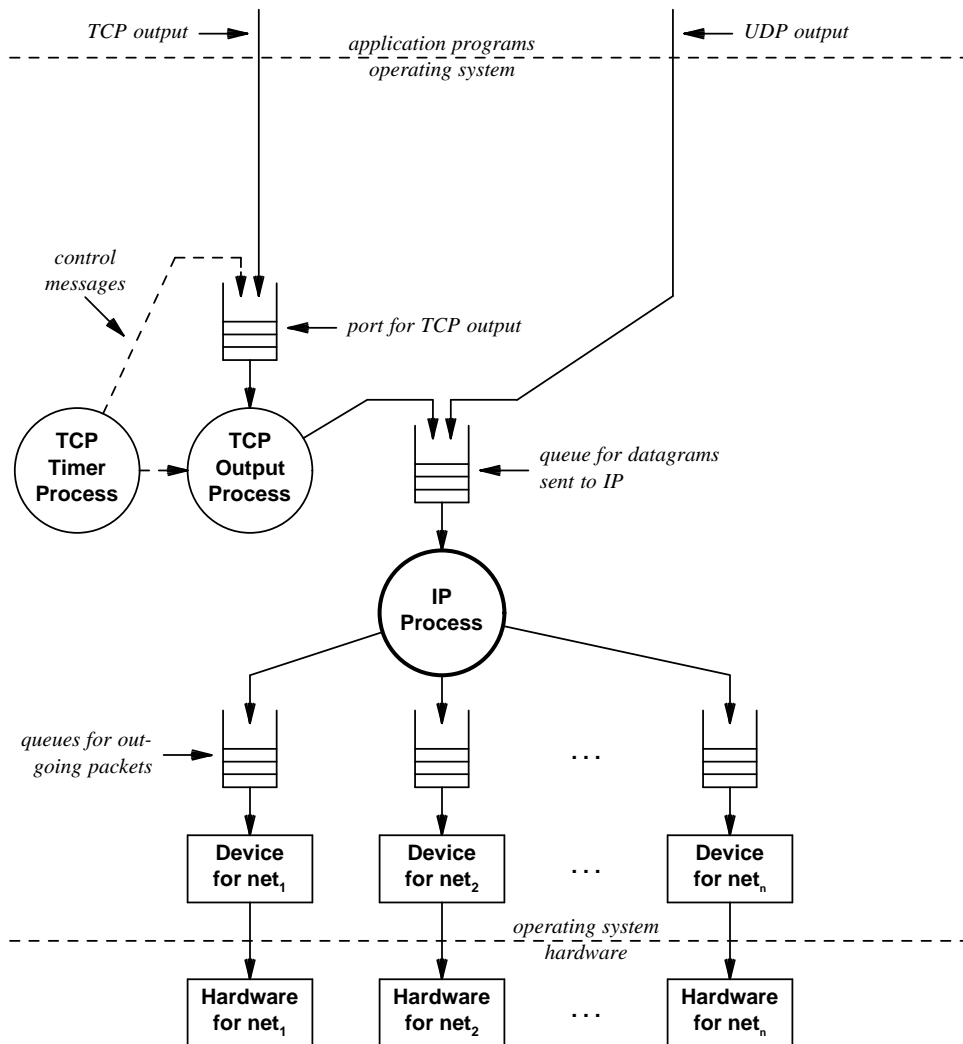 TCP output
UDP output
application programs
operating system
control
messages
port for TCP output
TCP
Timer
Process
TCP
Output
Process
queue for datagrams
sent to IP
IP
Process
queues for out-
going packets
. . .
Device
for net₁
Device
for net₂
. . .
Device
for netₙ
operating system
hardware
Hardware
for net₁
Hardware
for net₂
. . .
Hardware
for netₙ